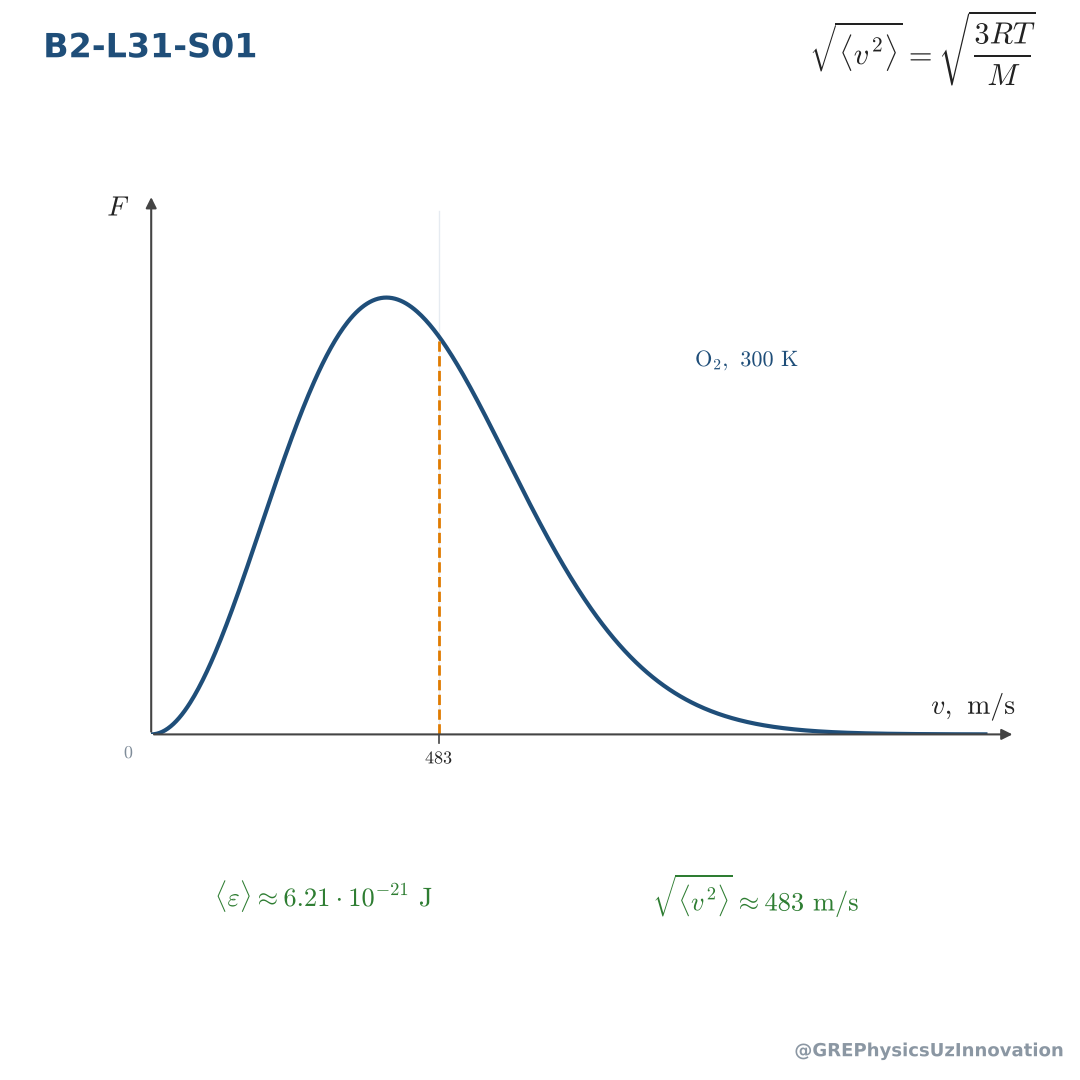 B2-L31-S01
√⟨v²⟩ = √(3RT/M)
F
O₂, 300 K
v, m/s
0
483
⟨ε⟩ ≈ 6.21 · 10⁻²¹ J
√⟨v²⟩ ≈ 483 m/s
@GREPhysicsUzInnovation